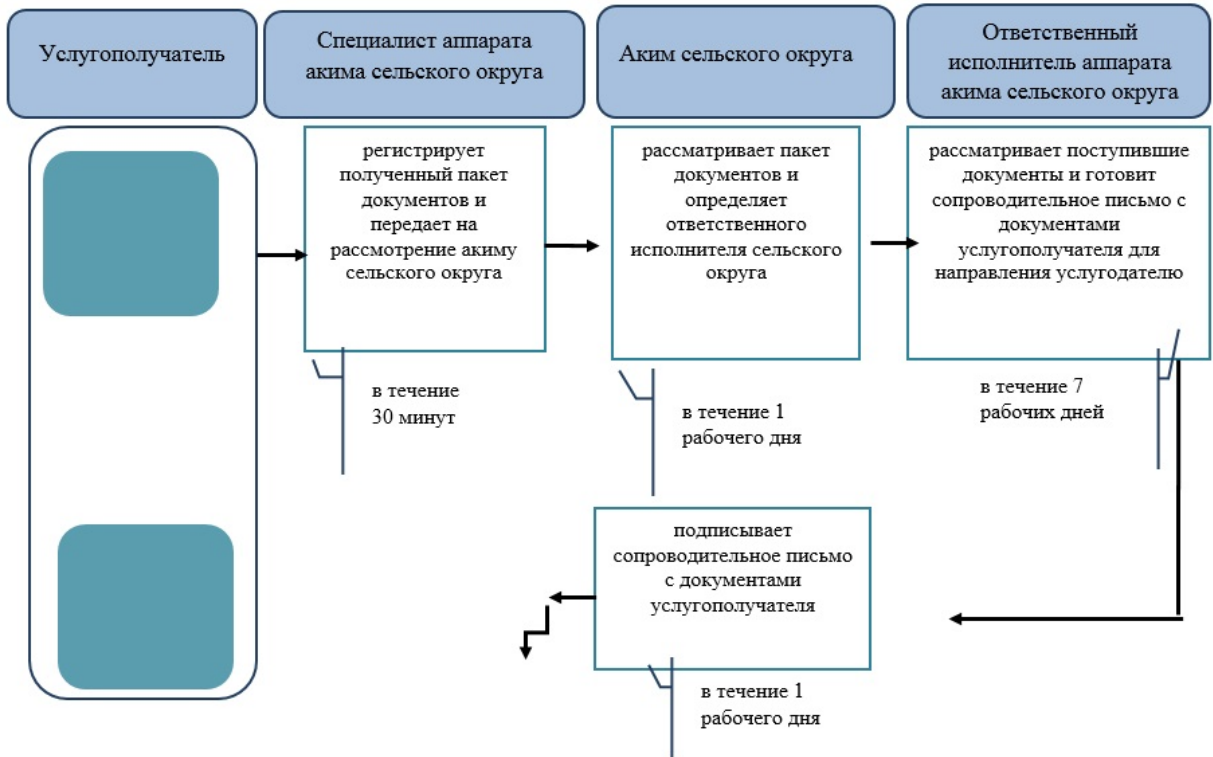 Услугополучатель
Специалист аппарата
акима сельского округа
Аким сельского округа
Ответственный
исполнитель аппарата
акима сельского округа
регистрирует
полученный пакет
документов и
передает на
рассмотрение акиму
сельского округа
рассматривает пакет
документов и
определяет
ответственного
исполнителя сельского
округа
рассматривает поступившие
документы и готовит
сопроводительное письмо с
документами
услугополучателя для
направления услугодателю
в течение
30 минут
в течение 1
рабочего дня
в течение 7
рабочих дней
подписывает
сопроводительное письмо
с документами
услугополучателя
в течение 1
рабочего дня